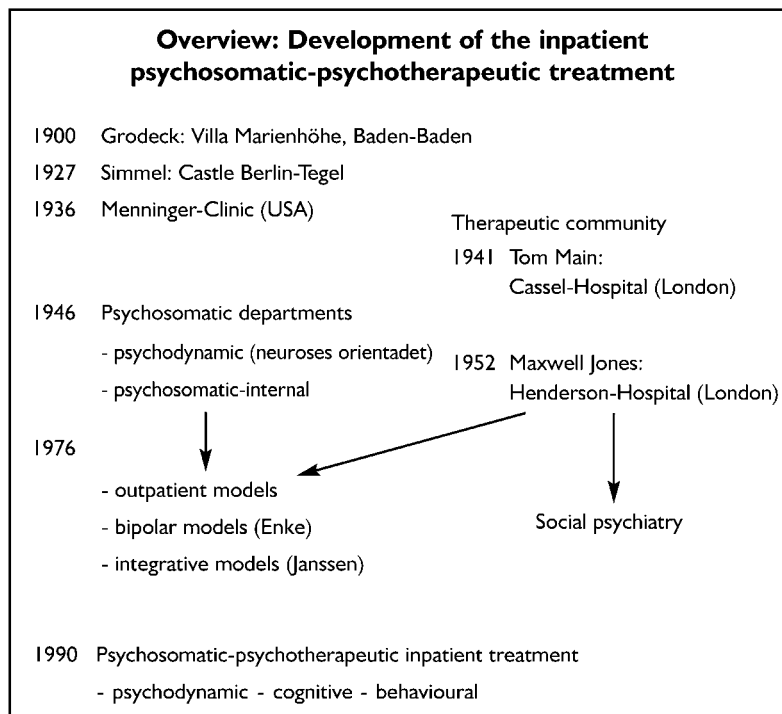 Overview: Development of the inpatient
psychosomatic-psychotherapeutic treatment
1900 Grodeck: Villa Marienhöhe, Baden-Baden
1927 Simmel: Castle Berlin-Tegel
1936 Menninger-Clinic (USA)
Therapeutic community
1941 Tom Main:
Cassel-Hospital (London)
1946 Psychosomatic departments
- psychodynamic (neuroses orientadet)
- psychosomatic-internal
1952 Maxwell Jones:
Henderson-Hospital (London)
1976
- outpatient models
- bipolar models (Enke)
- integrative models (Janssen)
Social psychiatry
1990 Psychosomatic-psychotherapeutic inpatient treatment
- psychodynamic - cognitive - behavioural